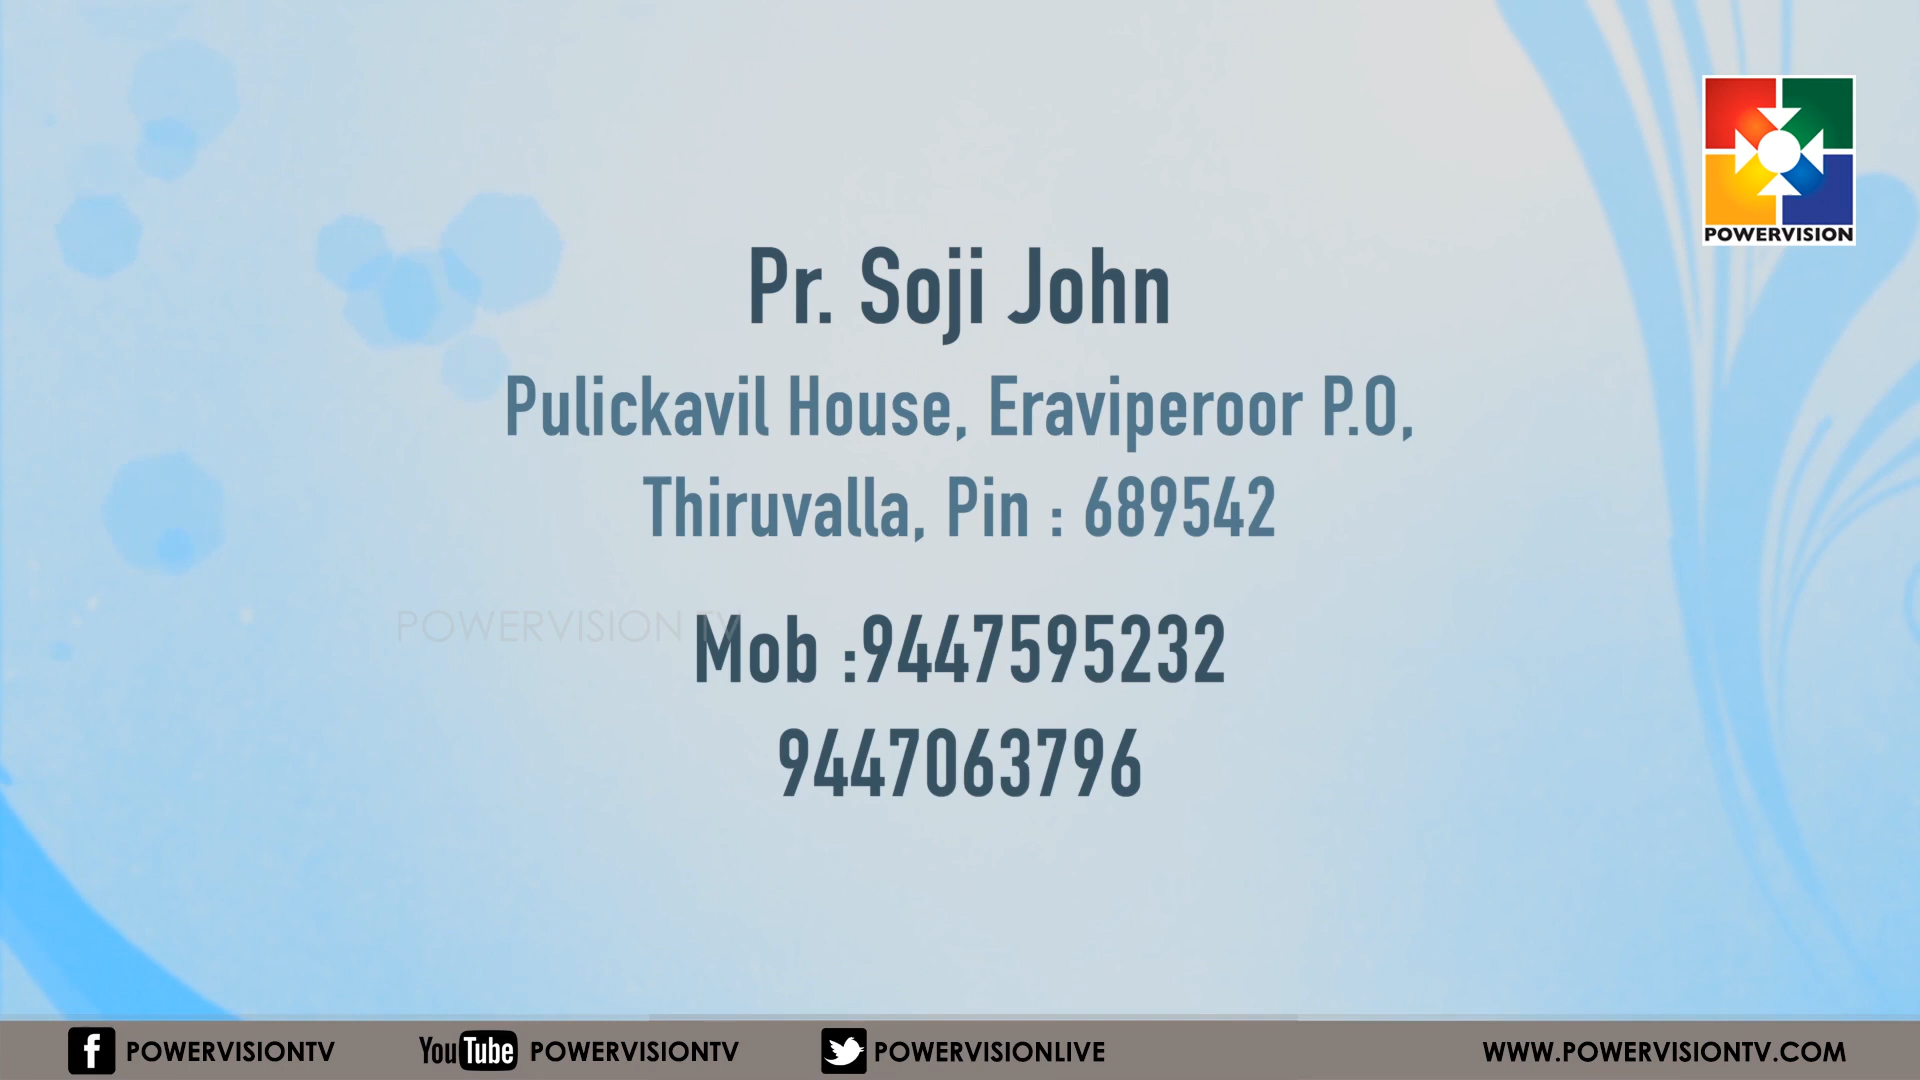 POWERVISION
Pr. Soji John
Pulickavil House, Eraviperoor P.O,
Thiruvalla, Pin : 689542
POWERVISION TV
Mob :9447595232
9447063796
f POWERVISIONTV
YouTube POWERVISIONTV
POWERVISIONLIVE
WWW.POWERVISIONTV.COM